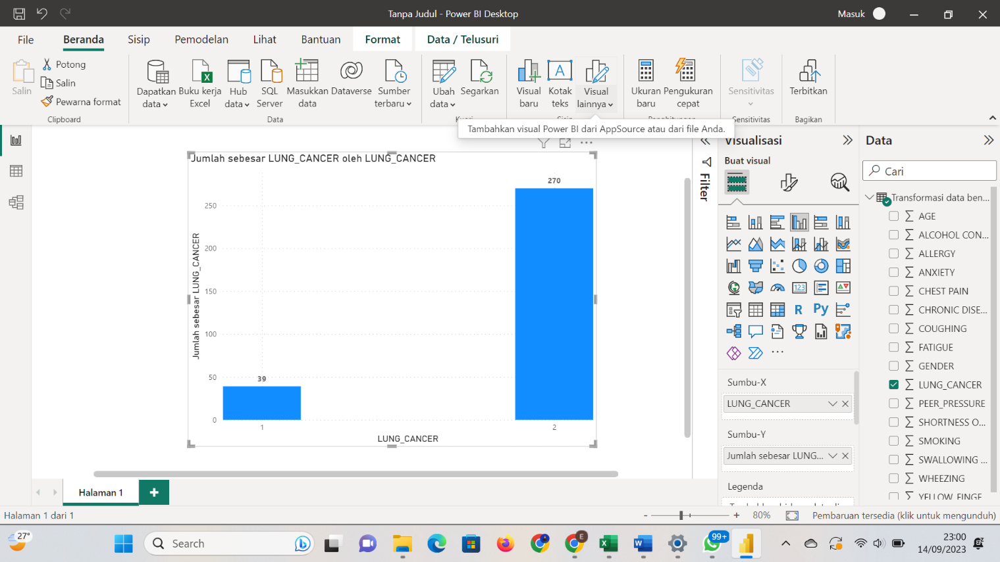 Tanpa Judul - Power BI Desktop
Masuk
File
Beranda
Sisip
Pemodelan
Lihat
Bantuan
Format
Data / Telusuri
Salin
Potong
Salin
Pewarna format
Clipboard
Dapatkan data
Buku kerja Excel
Hub data
SQL Server
Masukkan data
Dataverse
Sumber terbaru
Data
Ubah data
Segarkan
Visual baru
Kotak teks
Visual lainnya
Ukuran baru
Pengukuran cepat
Sensitivitas
Sensitivitas
Terbitkan
Bagikan
Tambahkan visual Power BI dari AppSource atau dari file Anda.
Jumlah sebesar LUNG_CANCER oleh LUNG_CANCER
Jumlah sebesar LUNG_CANCER
250
200
150
100
50
0
39
270
1
2
LUNG_CANCER
Filter
Visualisasi
Buat visual
123
R
Py
Sumbu-X
LUNG_CANCER
Sumbu-Y
Jumlah sebesar LUNG...
Legenda
Data
Cari
Transformasi data ben...
AGE
ALCOHOL CON...
ALLERGY
ANXIETY
CHEST PAIN
CHRONIC DISE...
COUGHING
FATIGUE
GENDER
LUNG_CANCER
PEER_PRESSURE
SHORTNESS O...
SMOKING
SWALLOWING ...
WHEEZING
YELLOW_FINGE
Halaman 1
Halaman 1 dari 1
80%
Pembaruan tersedia (klik untuk mengunduh)
27°
Search
E
99+
23:00
14/09/2023